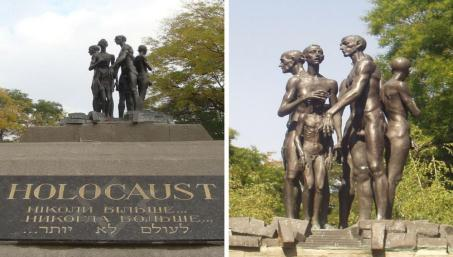 HOLOCAUST
НІКОЛИ БІЛЬШЕ...
НИКОГДА БОЛЬШЕ...
לעולם לא יותר...